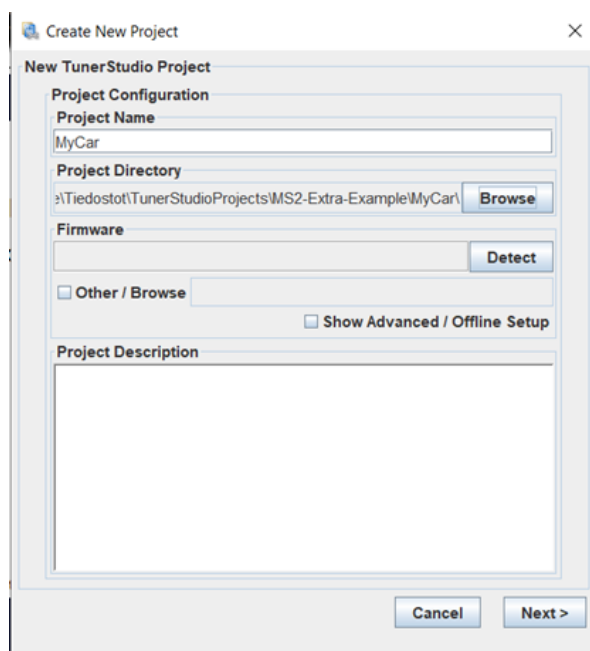 Create New Project
New TunerStudio Project
Project Configuration
Project Name
MyCar
Project Directory
e\Tiedostot\TunerStudioProjects\MS2-Extra-Example\MyCar\ Browse
Firmware
Detect
Other / Browse
Show Advanced / Offline Setup
Project Description
Cancel Next >